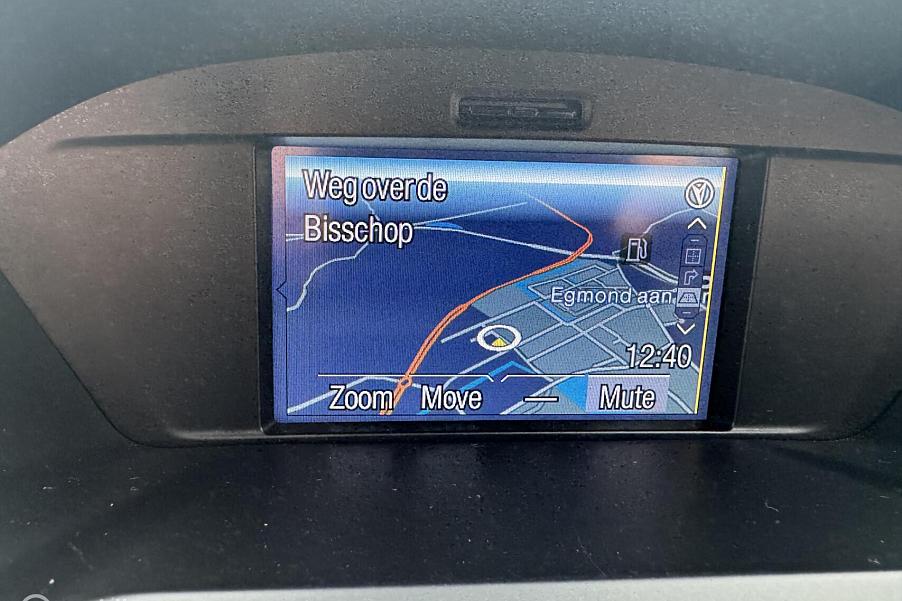 Weg over de
Bisschop
Egmond aan
12:40
Zoom
Move
Mute